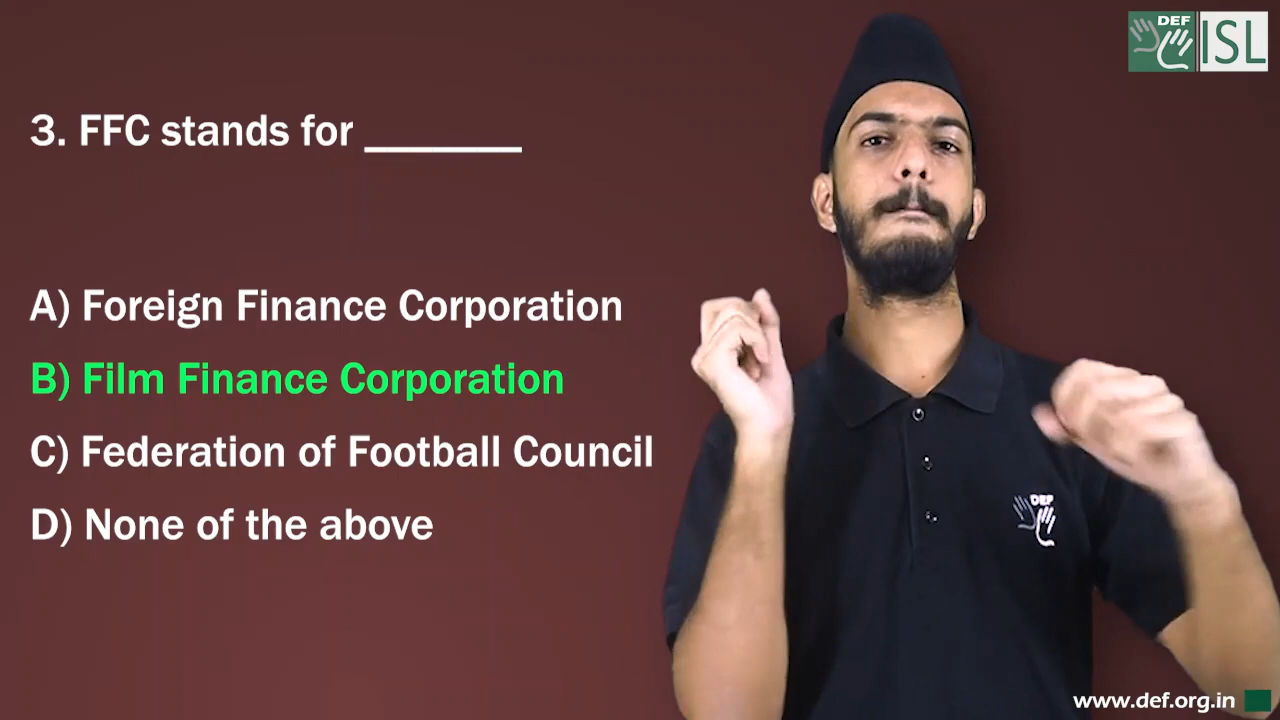 DEF
ISL
3. FFC stands for ________
A) Foreign Finance Corporation
B) Film Finance Corporation
C) Federation of Football Council
D) None of the above
DEF
www.def.org.in